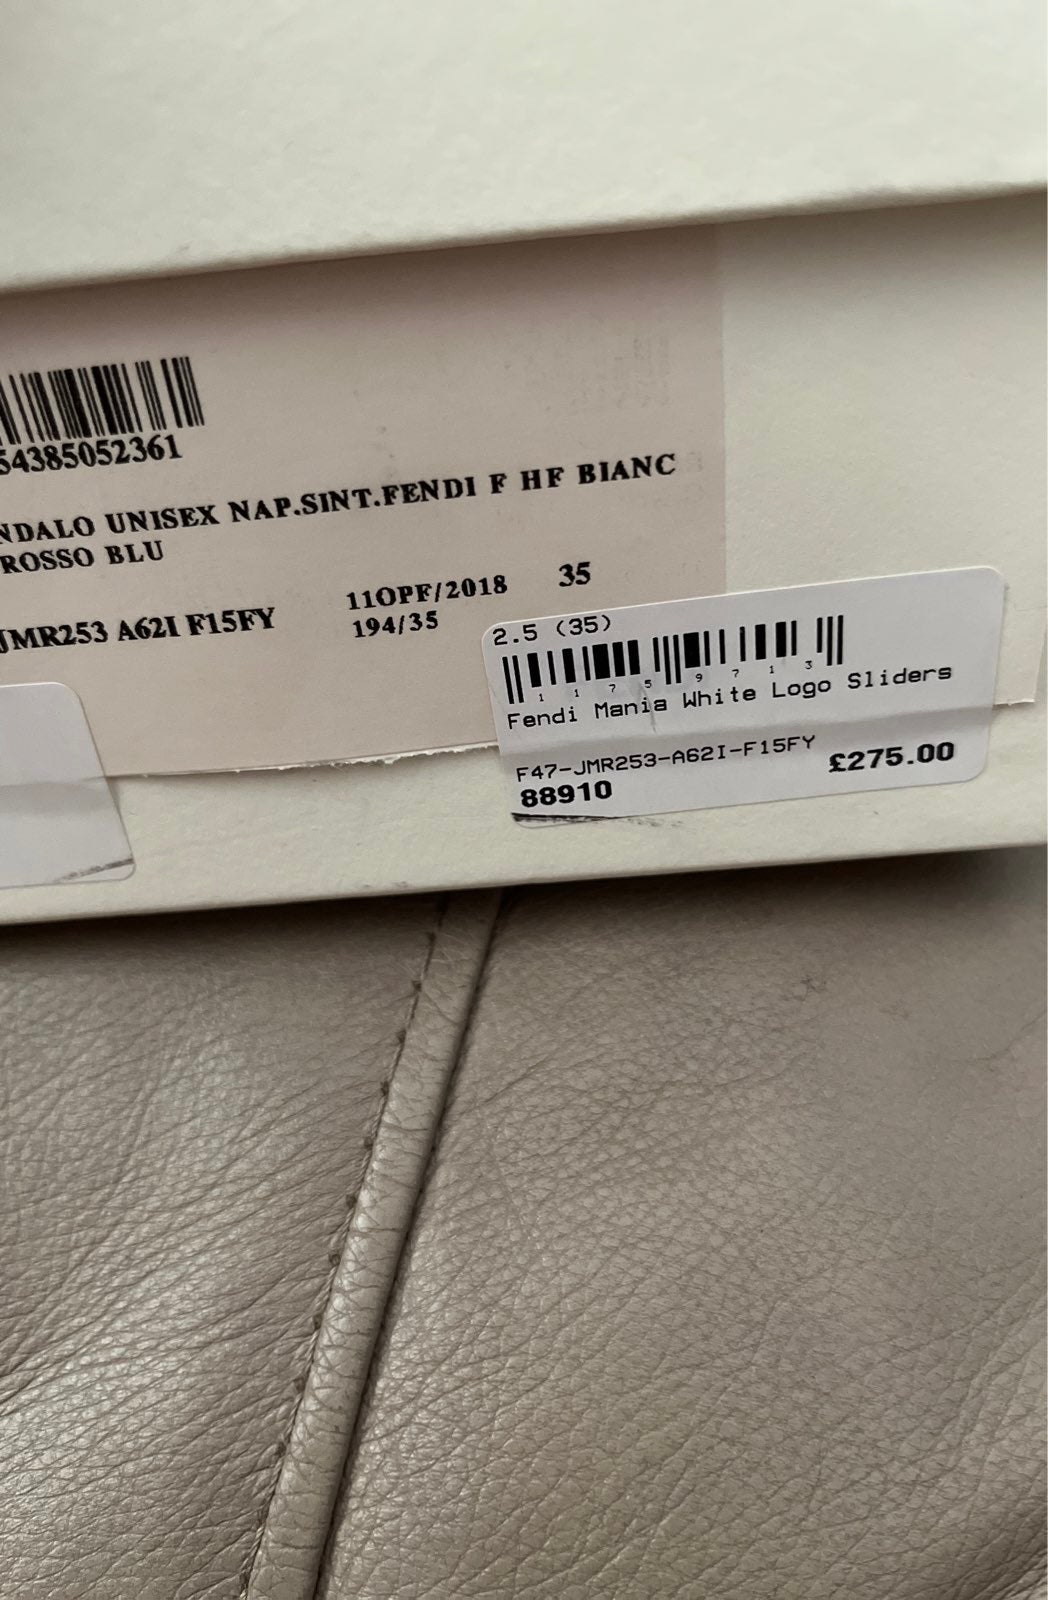 54385052361
NDALO UNISEX NAP.SINT.FENDI F HF BIANC
ROSSO BLU
JMR253 A62I F15FY
11OPF/2018
194/35
35
2.5 (35)
1 1 7 5 9 7 1 3
Fendi Mania White Logo Sliders
F47-JMR253-A62I-F15FY
88910
£275.00